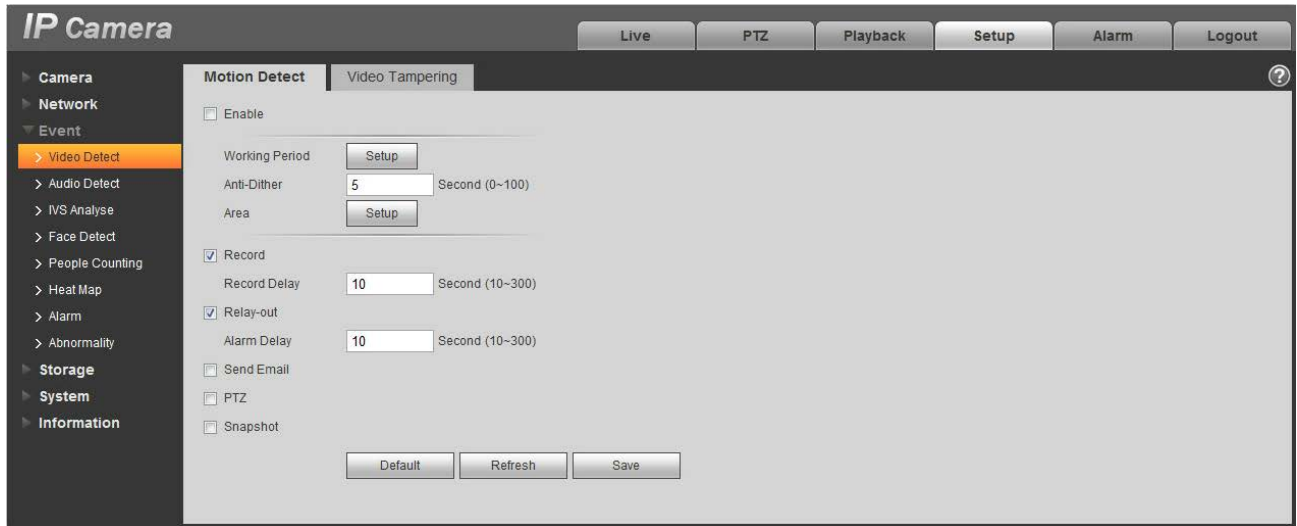 IP Camera
Live PTZ Playback Setup Alarm Logout
Camera
Network
Event
Video Detect
Audio Detect
IVS Analyse
Face Detect
People Counting
Heat Map
Alarm
Abnormality
Storage
System
Information
Motion Detect Video Tampering ?
Enable
Working Period Setup
Anti-Dither 5 Second (0~100)
Area Setup
Record
Record Delay 10 Second (10~300)
Relay-out
Alarm Delay 10 Second (10~300)
Send Email
PTZ
Snapshot
Default Refresh Save